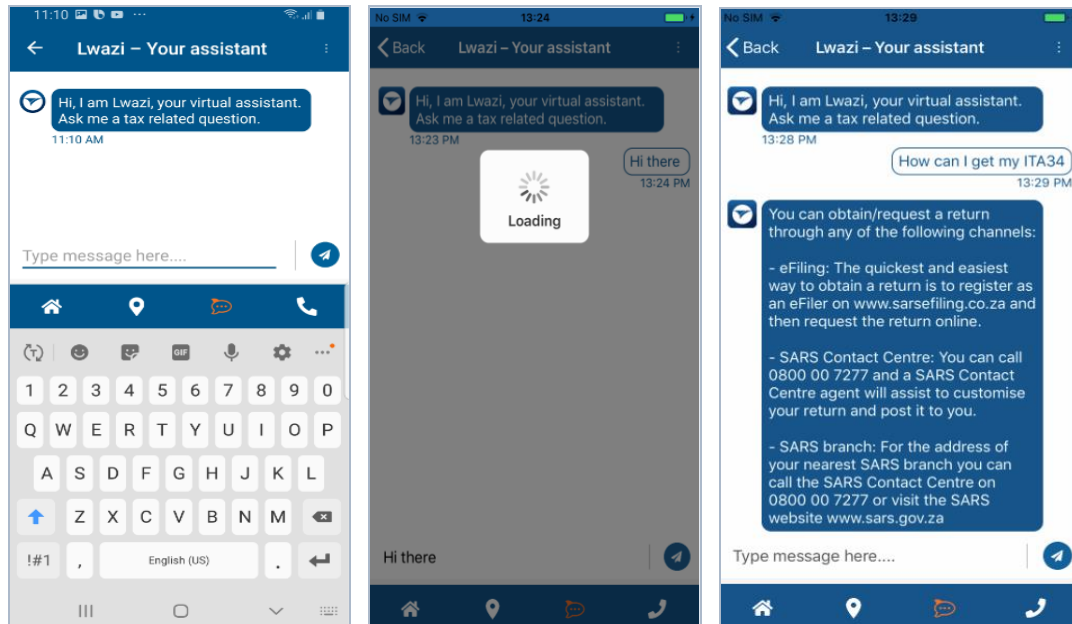 11:10
Lwazi – Your assistant
Hi, I am Lwazi, your virtual assistant.
Ask me a tax related question.
11:10 AM
Type message here....
GIF
1 2 3 4 5 6 7 8 9 0
Q W E R T Y U I O P
A S D F G H J K L
Z X C V B N M
!#1 , English (US) .
No SIM 13:24
Back Lwazi – Your assistant
Hi, I am Lwazi, your virtual assistant.
Ask me a tax related question.
13:23 PM
Hi there
13:24 PM
Loading
Hi there
No SIM 13:29
Back Lwazi – Your assistant
Hi, I am Lwazi, your virtual assistant.
Ask me a tax related question.
13:28 PM
How can I get my ITA34
13:29 PM
You can obtain/request a return
through any of the following channels:
- eFiling: The quickest and easiest
way to obtain a return is to register as
an eFiler on www.sarsefiling.co.za and
then request the return online.
- SARS Contact Centre: You can call
0800 00 7277 and a SARS Contact
Centre agent will assist to customise
your return and post it to you.
- SARS branch: For the address of
your nearest SARS branch you can
call the SARS Contact Centre on
0800 00 7277 or visit the SARS
website www.sars.gov.za
Type message here....